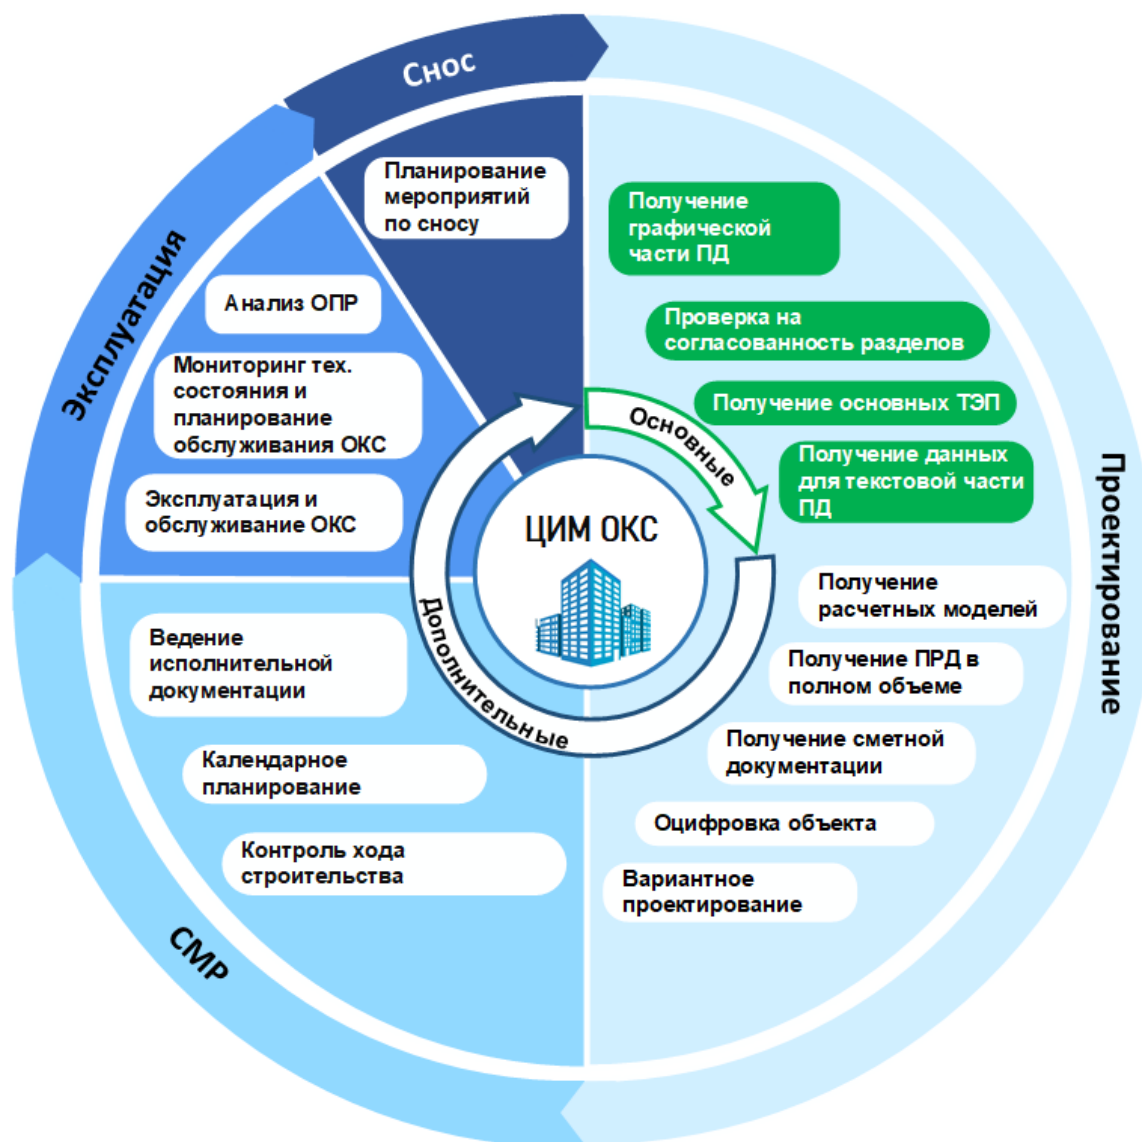 Снос
Планирование
мероприятий
по сносу
Получение
графической
части ПД
Проверка на
согласованность разделов
Получение основных ТЭП
Получение данных
для текстовой части
ПД
Основные
Проектирование
Получение
расчетных моделей
Получение ПРД в
полном объеме
Получение сметной
документации
Оцифровка объекта
Вариантное
проектирование
ЦИМ ОКС
Дополнительные
СМР
Контроль хода
строительства
Календарное
планирование
Ведение
исполнительной
документации
Эксплуатация
Эксплуатация и
обслуживание ОКС
Мониторинг тех.
состояния и
планирование
обслуживания ОКС
Анализ ОПР